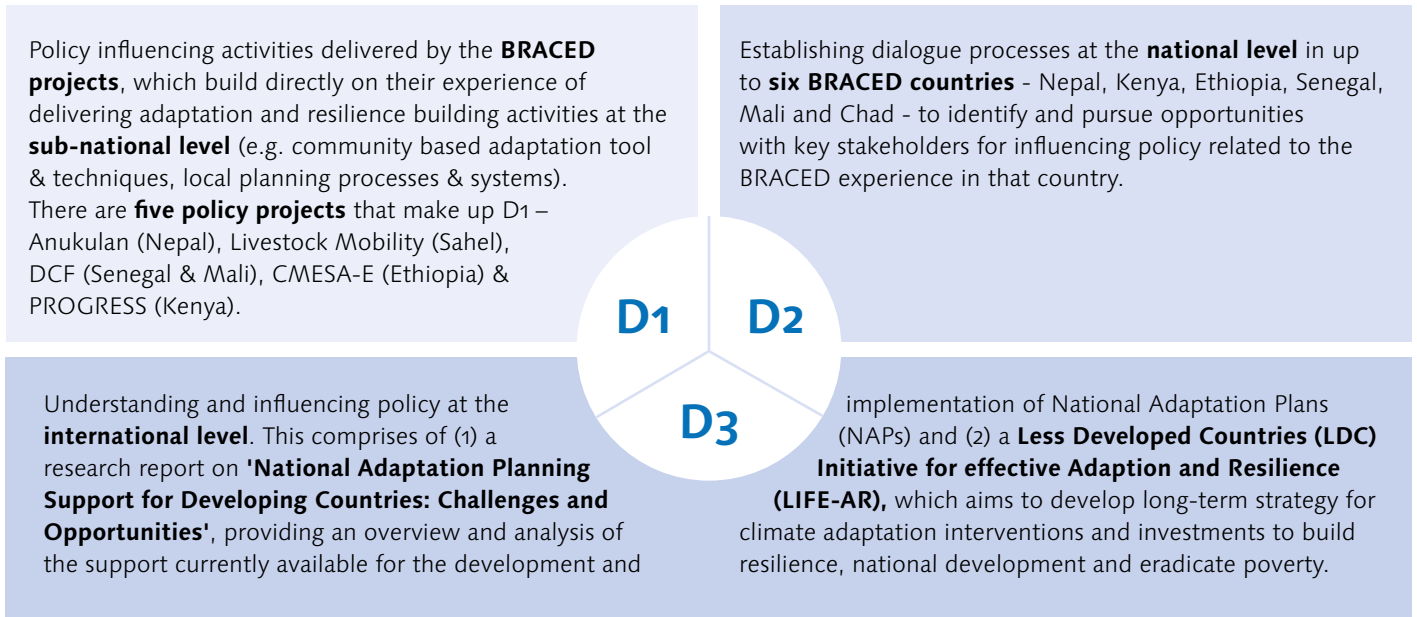 Policy influencing activities delivered by the BRACED
projects, which build directly on their experience of
delivering adaptation and resilience building activities at the
sub-national level (e.g. community based adaptation tool
& techniques, local planning processes & systems).
There are five policy projects that make up D1 –
Anukulan (Nepal), Livestock Mobility (Sahel),
DCF (Senegal & Mali), CMESA-E (Ethiopia) &
PROGRESS (Kenya).
D1
Establishing dialogue processes at the national level in up
to six BRACED countries - Nepal, Kenya, Ethiopia, Senegal,
Mali and Chad - to identify and pursue opportunities
with key stakeholders for influencing policy related to the
BRACED experience in that country.
D2
Understanding and influencing policy at the
international level. This comprises of (1) a
research report on 'National Adaptation Planning
Support for Developing Countries: Challenges and
Opportunities', providing an overview and analysis of
the support currently available for the development and
D3
implementation of National Adaptation Plans
(NAPs) and (2) a Less Developed Countries (LDC)
Initiative for effective Adaption and Resilience
(LIFE-AR), which aims to develop long-term strategy for
climate adaptation interventions and investments to build
resilience, national development and eradicate poverty.